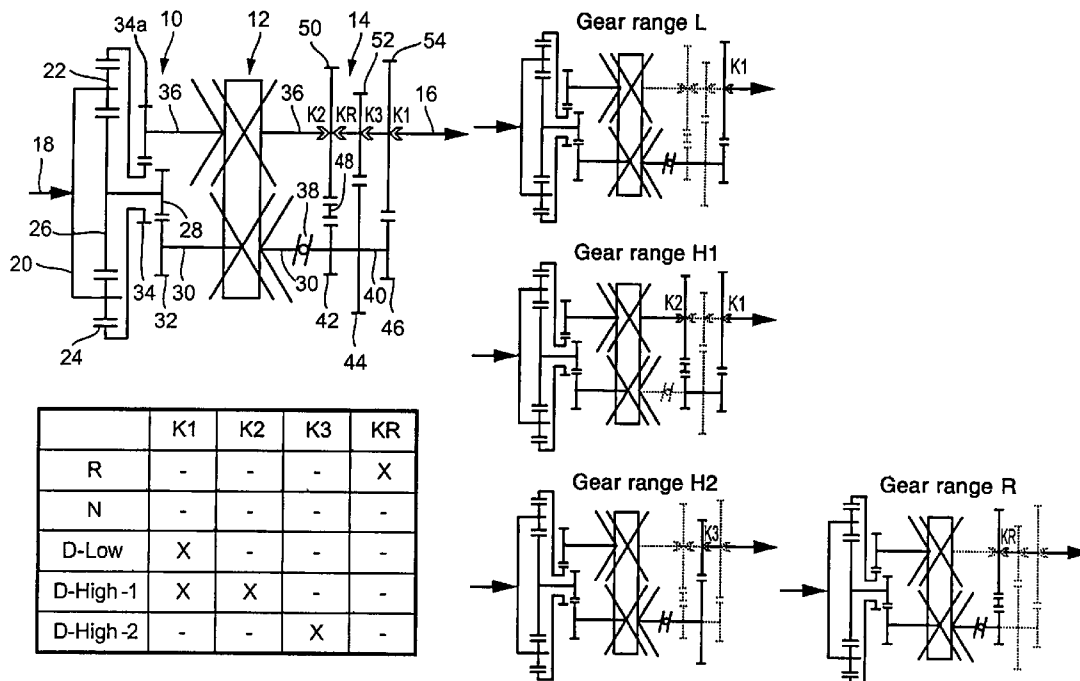 34a
10
12
50
14
52
54
22
36
36
K2
KR
K3
K1
16
18
48
38
28
26
20
30
34
30
40
32
42
46
24
44
Gear range L
K1
Gear range H1
K2
K1
Gear range H2
K3
Gear range R
KR
K1 K2 K3 KR
R - - - X
N - - - -
D-Low X - - -
D-High-1 X X - -
D-High-2 - - X -